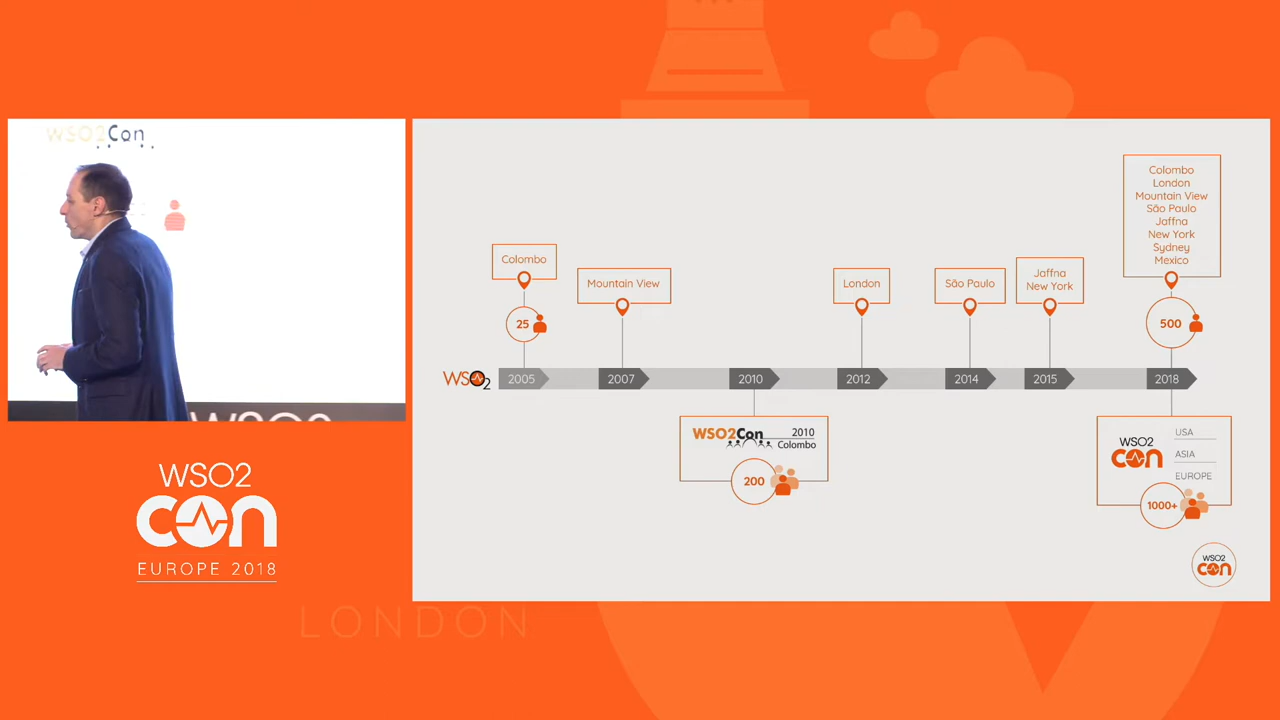 WSO2Con
WSO2
WSO2
con
EUROPE 2018
LONDON
Colombo
25
Mountain View
London
São Paulo
Jaffna
New York
Colombo
London
Mountain View
São Paulo
Jaffna
New York
Sydney
Mexico
500
WSO2
2005
2007
2010
2012
2014
2015
2018
WSO2Con 2010
Colombo
200
WSO2
con
USA
ASIA
EUROPE
1000+
WSO2
con